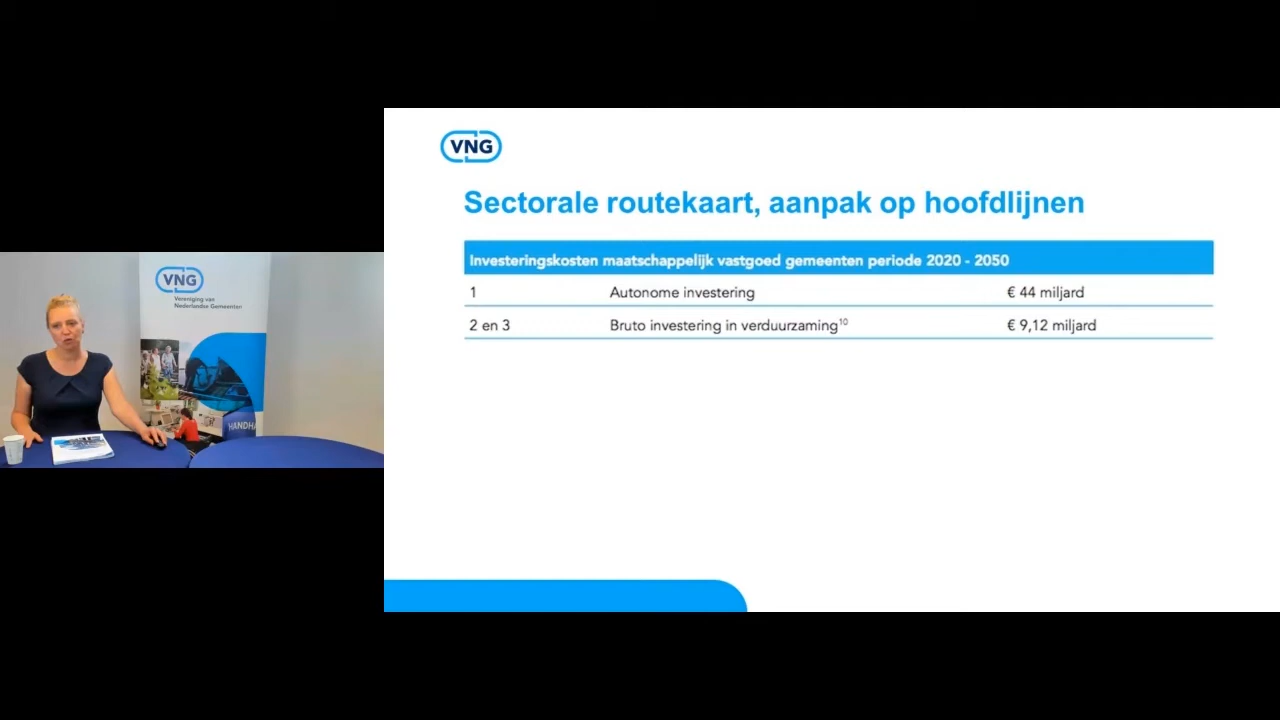 VNG
Vereniging van
Nederlandse Gemeenten
HANDHA
VNG
Sectorale routekaart, aanpak op hoofdlijnen
Investeringskosten maatschappelijk vastgoed gemeenten periode 2020 - 2050
1 Autonome investering € 44 miljard
2 en 3 Bruto investering in verduurzaming¹⁰ € 9,12 miljard